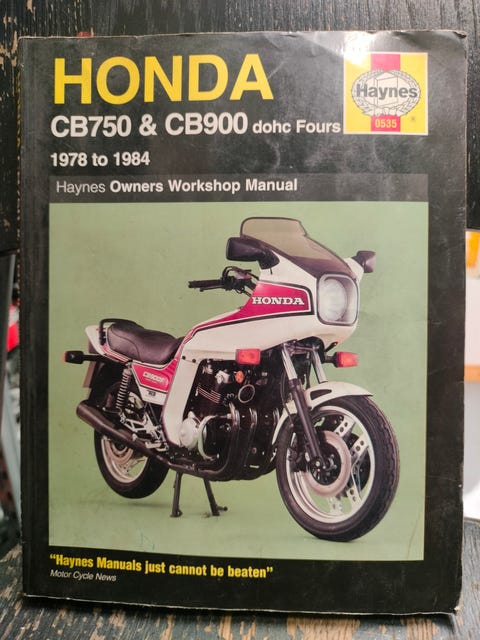 HONDA
Haynes
0535
®
CB750 & CB900 dohc Fours
1978 to 1984
Haynes Owners Workshop Manual
HONDA
"Haynes Manuals just cannot be beaten"
Motor Cycle News